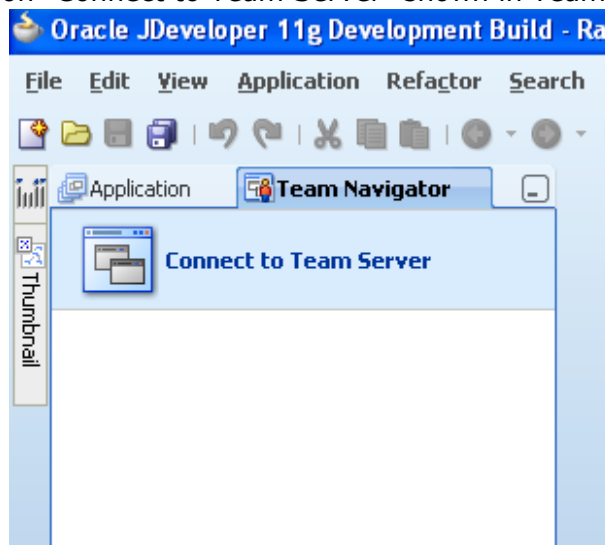 Oracle JDeveloper 11g Development Build - Ra
File Edit View Application Refactor Search
Application Team Navigator
Connect to Team Server
Thumbnail